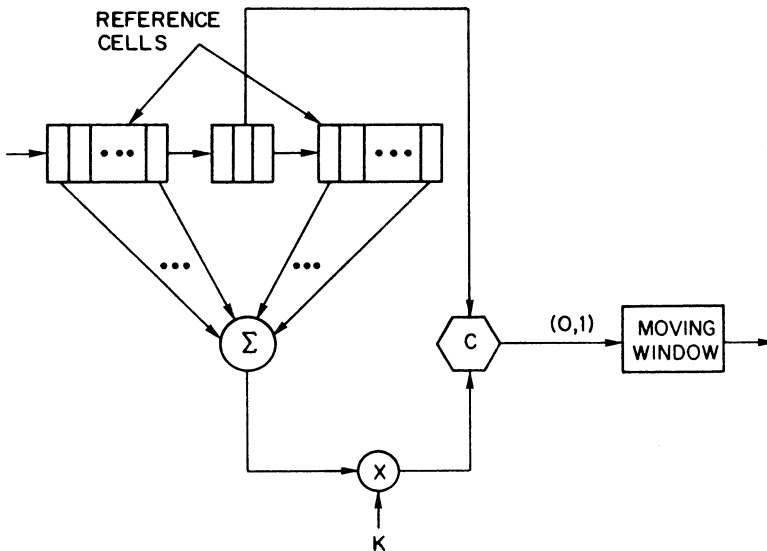 REFERENCE
CELLS
•••
•••
•••
•••
Σ
C
(0,1)
MOVING
WINDOW
X
K